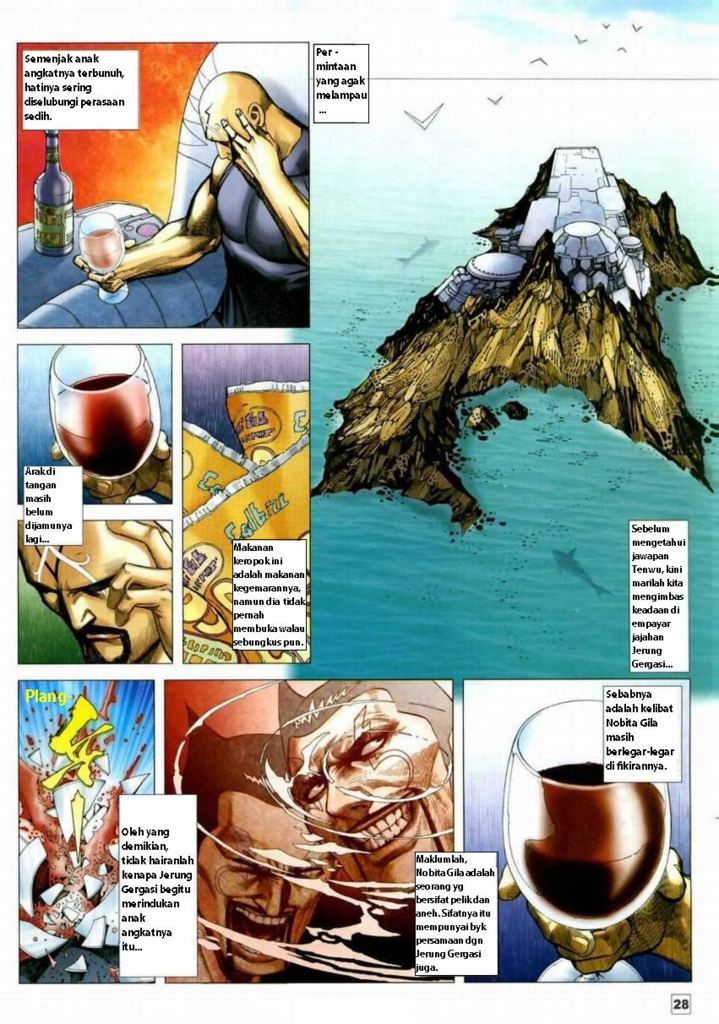 Semenjak anak
angkatnya terbunuh,
hatinya sering
diselubungi perasaan
sedih.
Per -
mintaan
yang agak
melampau
...
Sebelum
mengetahui
jawapan
Tenwu, kini
marilah kita
mengimbas
keadaan di
empayar
jajahan
Jerung
Gergasi...
Arak di
tangan
masih
belum
dijamunya
lagi...
Calbiu
Makanan
keropok ini
adalah makanan
kegemarannya,
namun dia tidak
pernah
membuka walau
sebungkus pun.
Sebabnya
adalah kelibat
Nobita Gila
masih
berlegar-legar
di fikirannya.
Maklumlah,
Nobita Gila adalah
seorang yg
bersifat pelik dan
aneh. Sifatnya itu
mempunyai byk
persamaan dgn
Jerung Gergasi
juga.
Plang-
Oleh yang
demikian,
tidak hairanlah
kenapa Jerung
Gergasi begitu
merindukan
anak
angkatnya
itu...
28